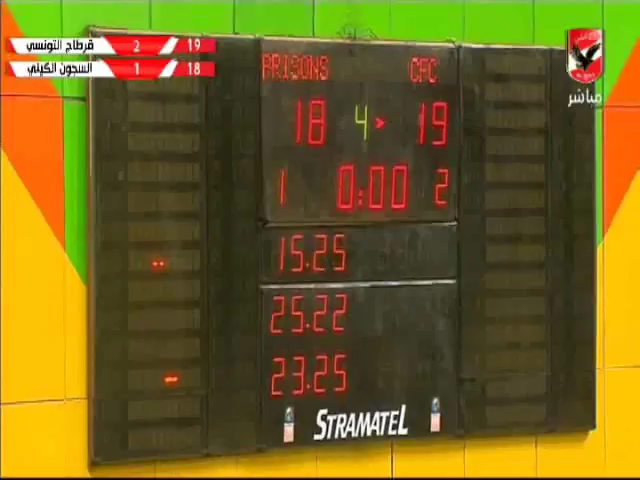 قرطاج التونسي 2 19
السجون الكيني 1 18
مباشر
PRISONS CFC
18 4 > 19
1 0:00 2
15.25
25.22
23.25
STRAMATEL